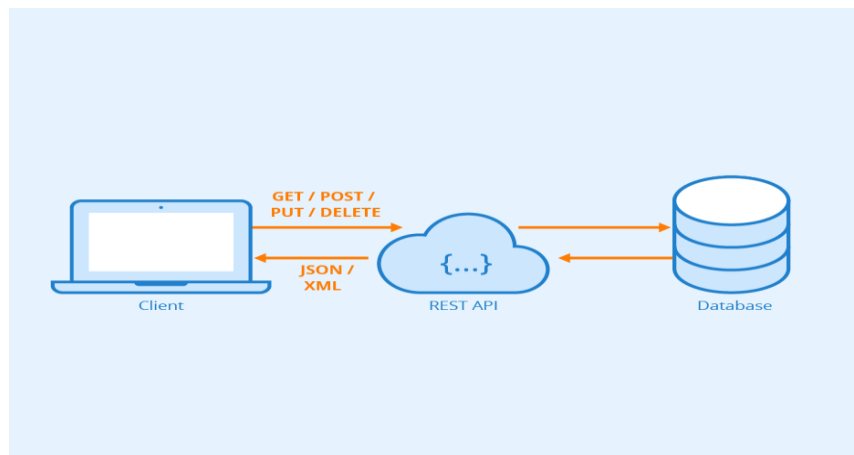 GET / POST /
PUT / DELETE
{...}
JSON /
XML
Client
REST API
Database